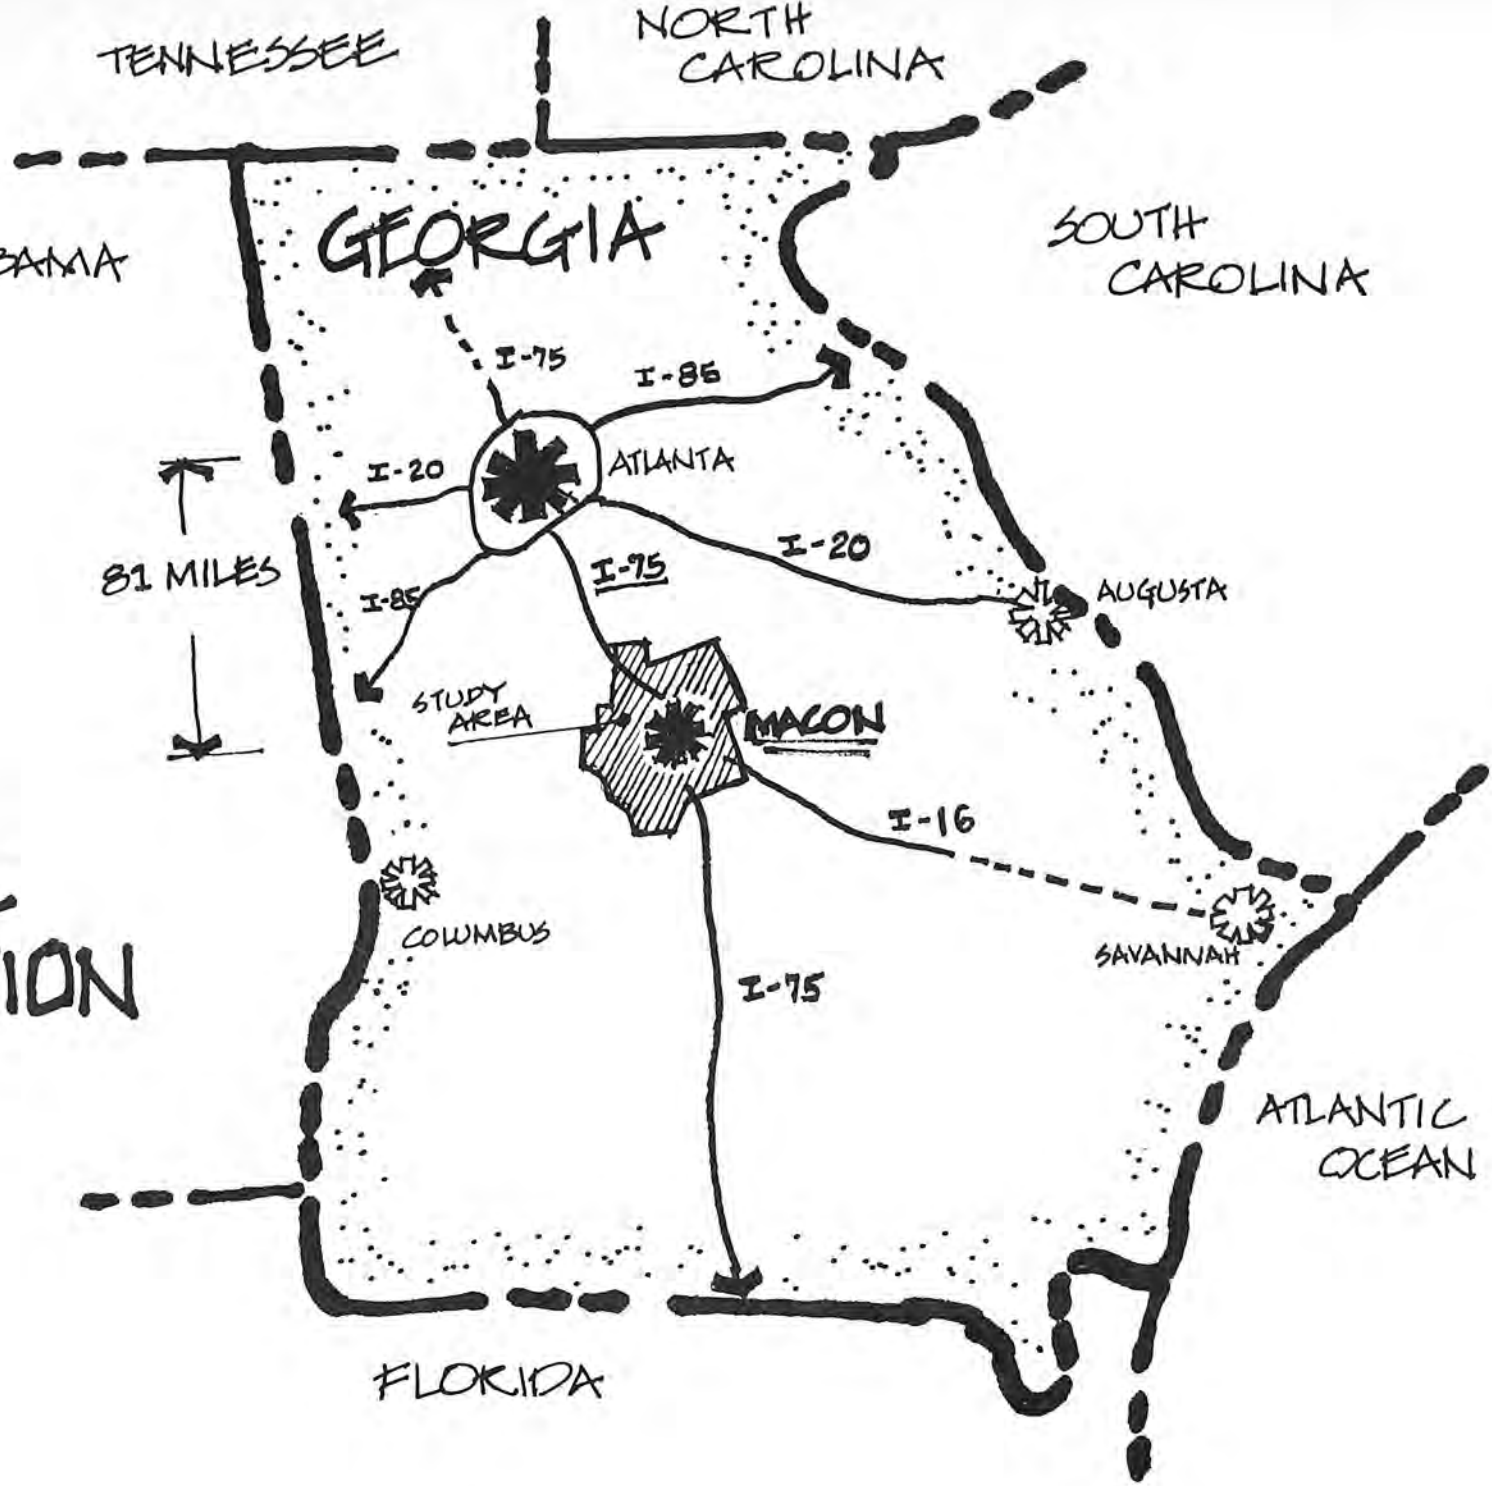 TENNESSEE
NORTH
CAROLINA
GEORGIA
SOUTH
CAROLINA
BAMA
I-75
I-85
I-20
ATLANTA
81 MILES
I-85
I-75
I-20
AUGUSTA
STUDY
AREA
MACON
I-16
COLUMBUS
SAVANNAH
ION
I-75
ATLANTIC
OCEAN
FLORIDA